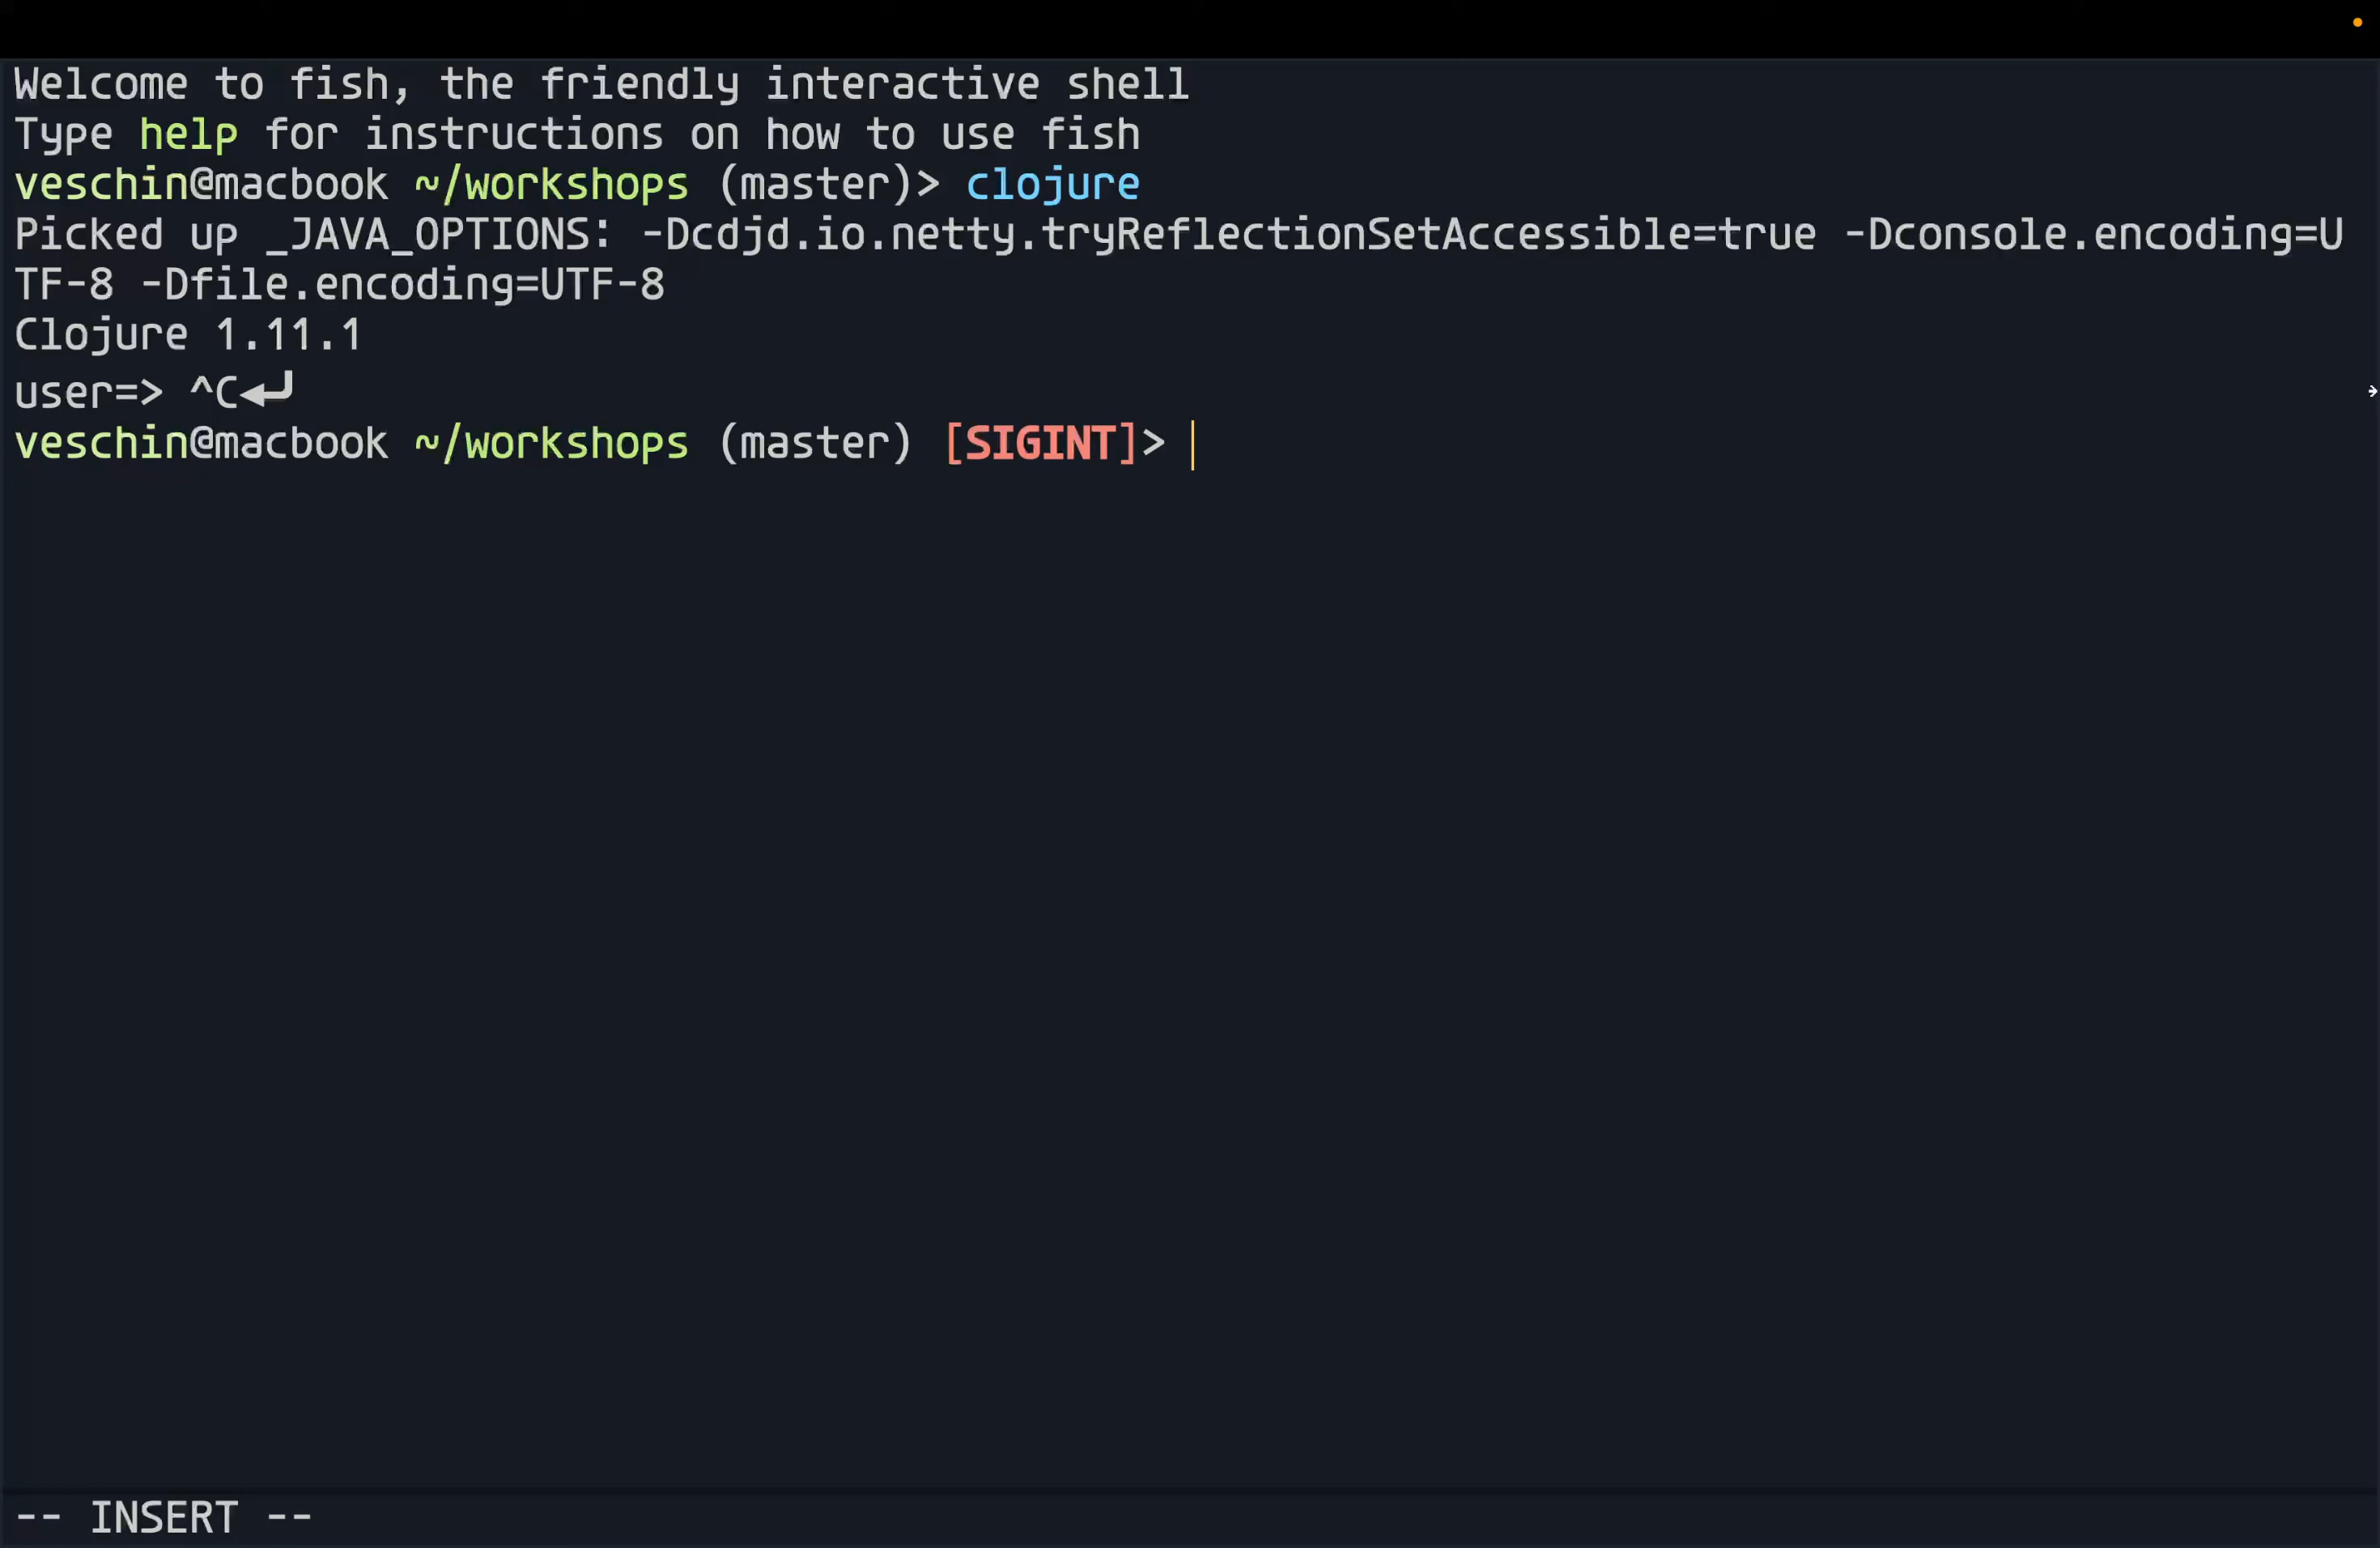 Welcome to fish, the friendly interactive shell
Type help for instructions on how to use fish
veschin@macbook ~/workshops (master)> clojure
Picked up _JAVA_OPTIONS: -Dcdjd.io.netty.tryReflectionSetAccessible=true -Dconsole.encoding=U
TF-8 -Dfile.encoding=UTF-8
Clojure 1.11.1
user=> ^C
veschin@macbook ~/workshops (master) [SIGINT]>
-- INSERT --